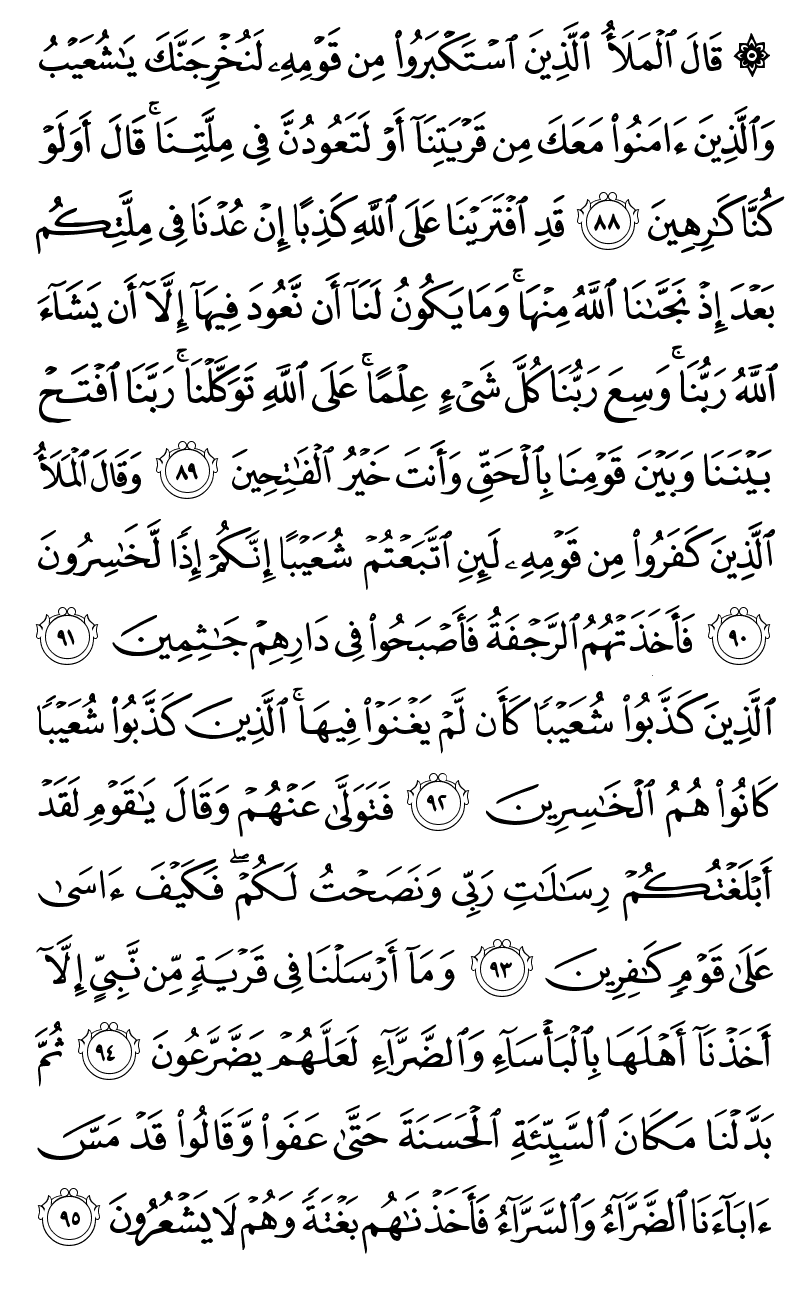 ۞ قَالَ ٱلْمَلَأُ ٱلَّذِينَ ٱسْتَكْبَرُوا۟ مِن قَوْمِهِۦ لَنُخْرِجَنَّكَ يَـٰشُعَيْبُ
وَٱلَّذِينَ ءَامَنُوا۟ مَعَكَ مِن قَرْيَتِنَآ أَوْ لَتَعُودُنَّ فِى مِلَّتِنَا ۚ قَالَ أَوَلَوْ
كُنَّا كَـٰرِهِينَ ٨٨ قَدِ ٱفْتَرَيْنَا عَلَى ٱللَّهِ كَذِبًا إِنْ عُدْنَا فِى مِلَّتِكُم
بَعْدَ إِذْ نَجَّىٰنَا ٱللَّهُ مِنْهَا ۚ وَمَا يَكُونُ لَنَآ أَن نَّعُودَ فِيهَآ إِلَّآ أَن يَشَآءَ
ٱللَّهُ رَبُّنَا ۚ وَسِعَ رَبُّنَا كُلَّ شَىْءٍ عِلْمًا ۚ عَلَى ٱللَّهِ تَوَكَّلْنَا ۚ رَبَّنَا ٱفْتَحْ
بَيْنَنَا وَبَيْنَ قَوْمِنَا بِٱلْحَقِّ وَأَنتَ خَيْرُ ٱلْفَـٰتِحِينَ ٨٩ وَقَالَ ٱلْمَلَأُ
ٱلَّذِينَ كَفَرُوا۟ مِن قَوْمِهِۦ لَئِنِ ٱتَّبَعْتُمْ شُعَيْبًا إِنَّكُمْ إِذًا لَّخَـٰسِرُونَ
٩٠ فَأَخَذَتْهُمُ ٱلرَّجْفَةُ فَأَصْبَحُوا۟ فِى دَارِهِمْ جَـٰثِمِينَ ٩١
ٱلَّذِينَ كَذَّبُوا۟ شُعَيْبًا كَأَن لَّمْ يَغْنَوْا۟ فِيهَا ۚ ٱلَّذِينَ كَذَّبُوا۟ شُعَيْبًا
كَانُوا۟ هُمُ ٱلْخَـٰسِرِينَ ٩٢ فَتَوَلَّىٰ عَنْهُمْ وَقَالَ يَـٰقَوْمِ لَقَدْ
أَبْلَغْتُكُمْ رِسَـٰلَـٰتِ رَبِّى وَنَصَحْتُ لَكُمْ ۖ فَكَيْفَ ءَاسَىٰ
عَلَىٰ قَوْمٍ كَـٰفِرِينَ ٩٣ وَمَآ أَرْسَلْنَا فِى قَرْيَةٍ مِّن نَّبِىٍّ إِلَّآ
أَخَذْنَآ أَهْلَهَا بِٱلْبَأْسَآءِ وَٱلضَّرَّآءِ لَعَلَّهُمْ يَضَّرَّعُونَ ٩٤ ثُمَّ
بَدَّلْنَا مَكَانَ ٱلسَّيِّئَةِ ٱلْحَسَنَةَ حَتَّىٰ عَفَوا۟ وَّقَالُوا۟ قَدْ مَسَّ
ءَابَآءَنَا ٱلضَّرَّآءُ وَٱلسَّرَّآءُ فَأَخَذْنَـٰهُم بَغْتَةً وَهُمْ لَا يَشْعُرُونَ ٩٥